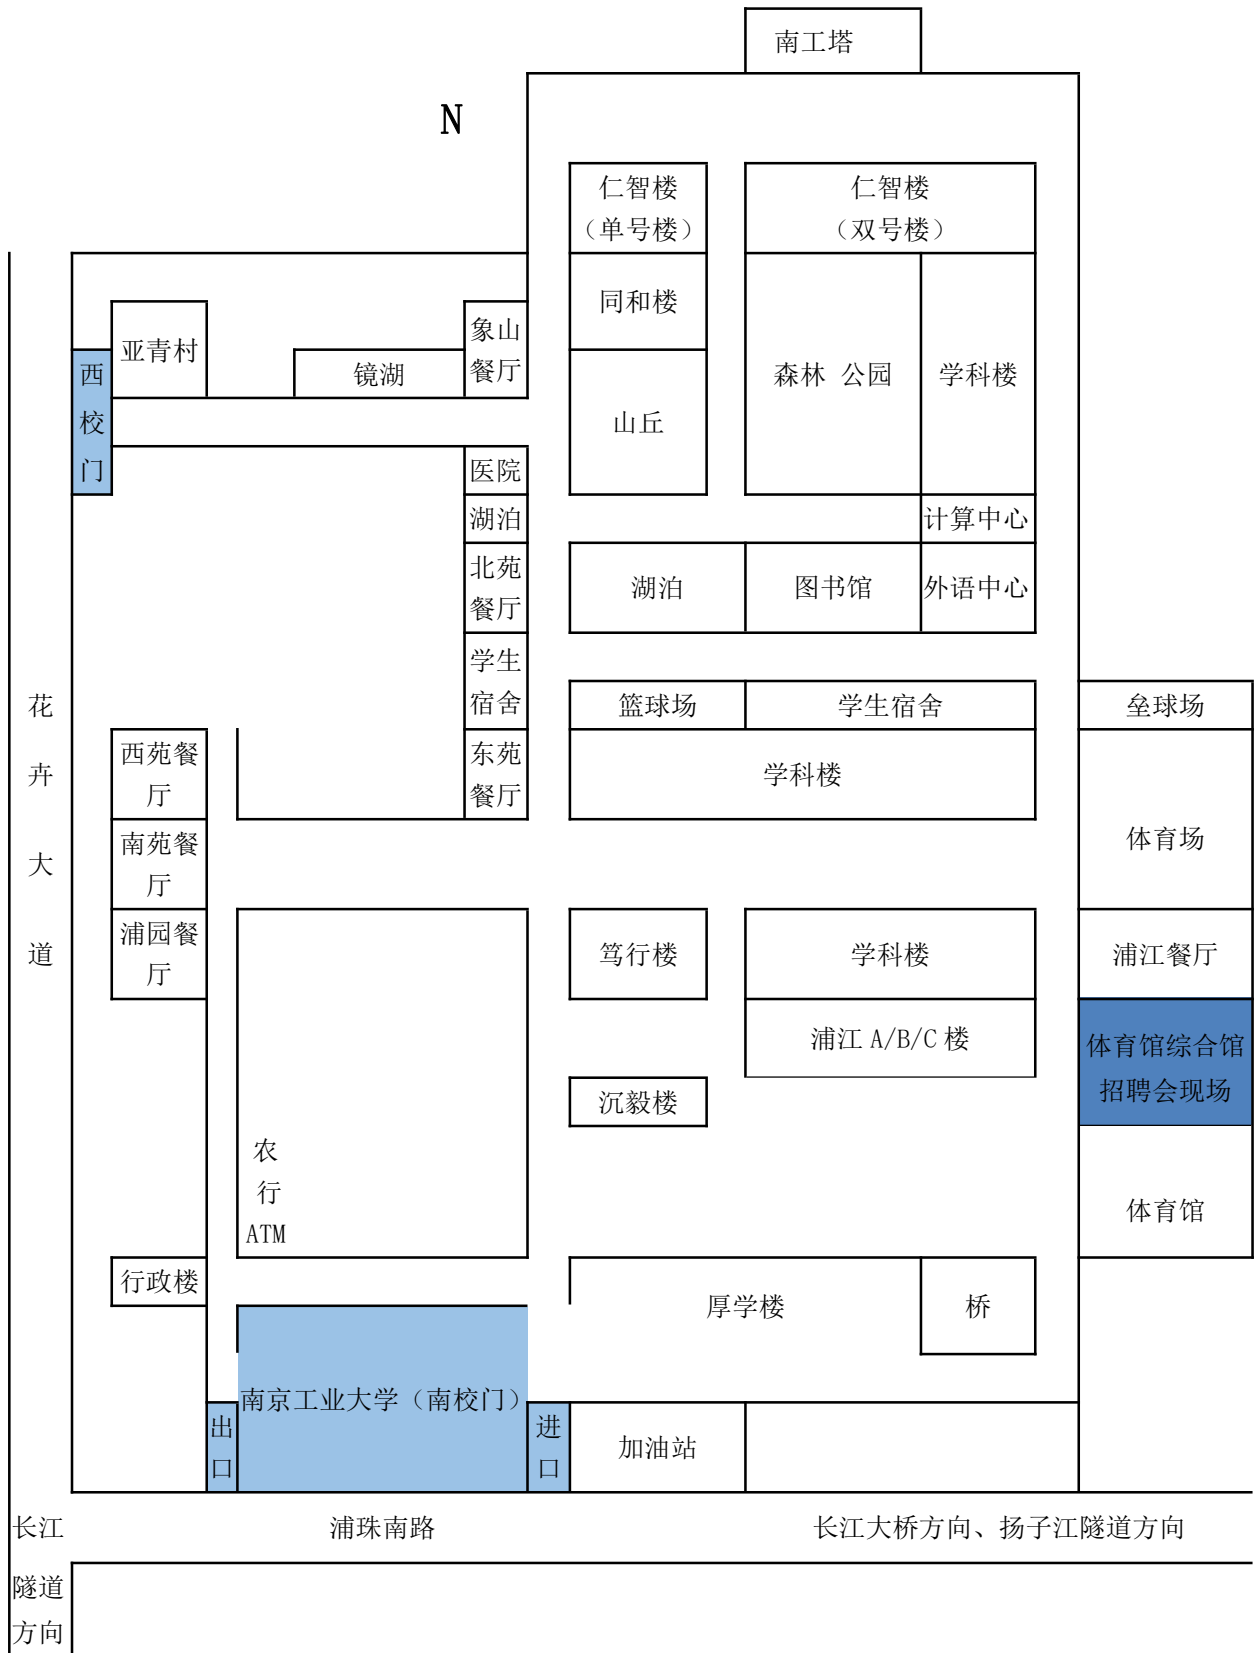 南工塔
N
仁智楼
（单号楼）
仁智楼
（双号楼）
同和楼
象山
餐厅
亚青村
镜湖
森林 公园
学科楼
西
校
门
山丘
医院
湖泊
计算中心
北苑
餐厅
湖泊
图书馆
外语中心
学生
宿舍
篮球场
学生宿舍
垒球场
花
卉
大
道
西苑餐
厅
东苑
餐厅
学科楼
南苑餐
厅
体育场
浦园餐
厅
笃行楼
学科楼
浦江餐厅
浦江 A/B/C 楼
体育馆综合馆
招聘会现场
沉毅楼
农
行
ATM
体育馆
行政楼
厚学楼
桥
南京工业大学（南校门）
出
口
进
口
加油站
长江
隧道
方向
浦珠南路
长江大桥方向、扬子江隧道方向